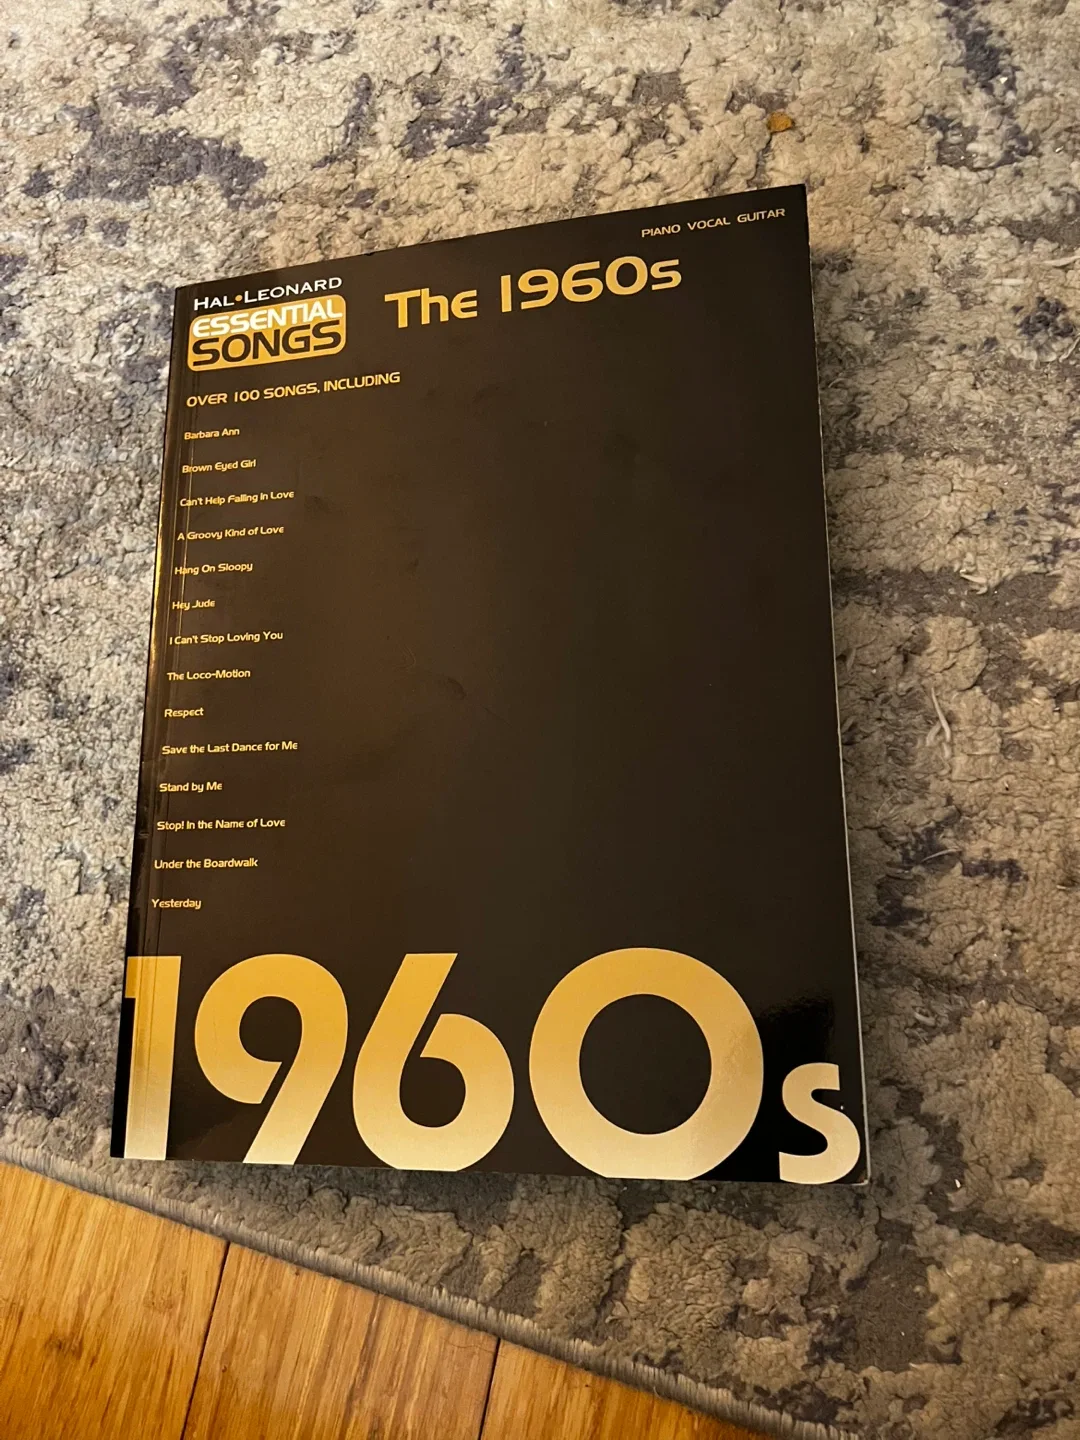 PIANO VOCAL GUITAR
HAL•LEONARD
ESSENTIAL
SONGS
The 1960s
OVER 100 SONGS, INCLUDING
Barbara Ann
Brown Eyed Girl
Can't Help Falling in Love
A Groovy Kind of Love
Hang On Sloopy
Hey Jude
I Can't Stop Loving You
The Loco-Motion
Respect
Save the Last Dance for Me
Stand by Me
Stop! In the Name of Love
Under the Boardwalk
Yesterday
1960s